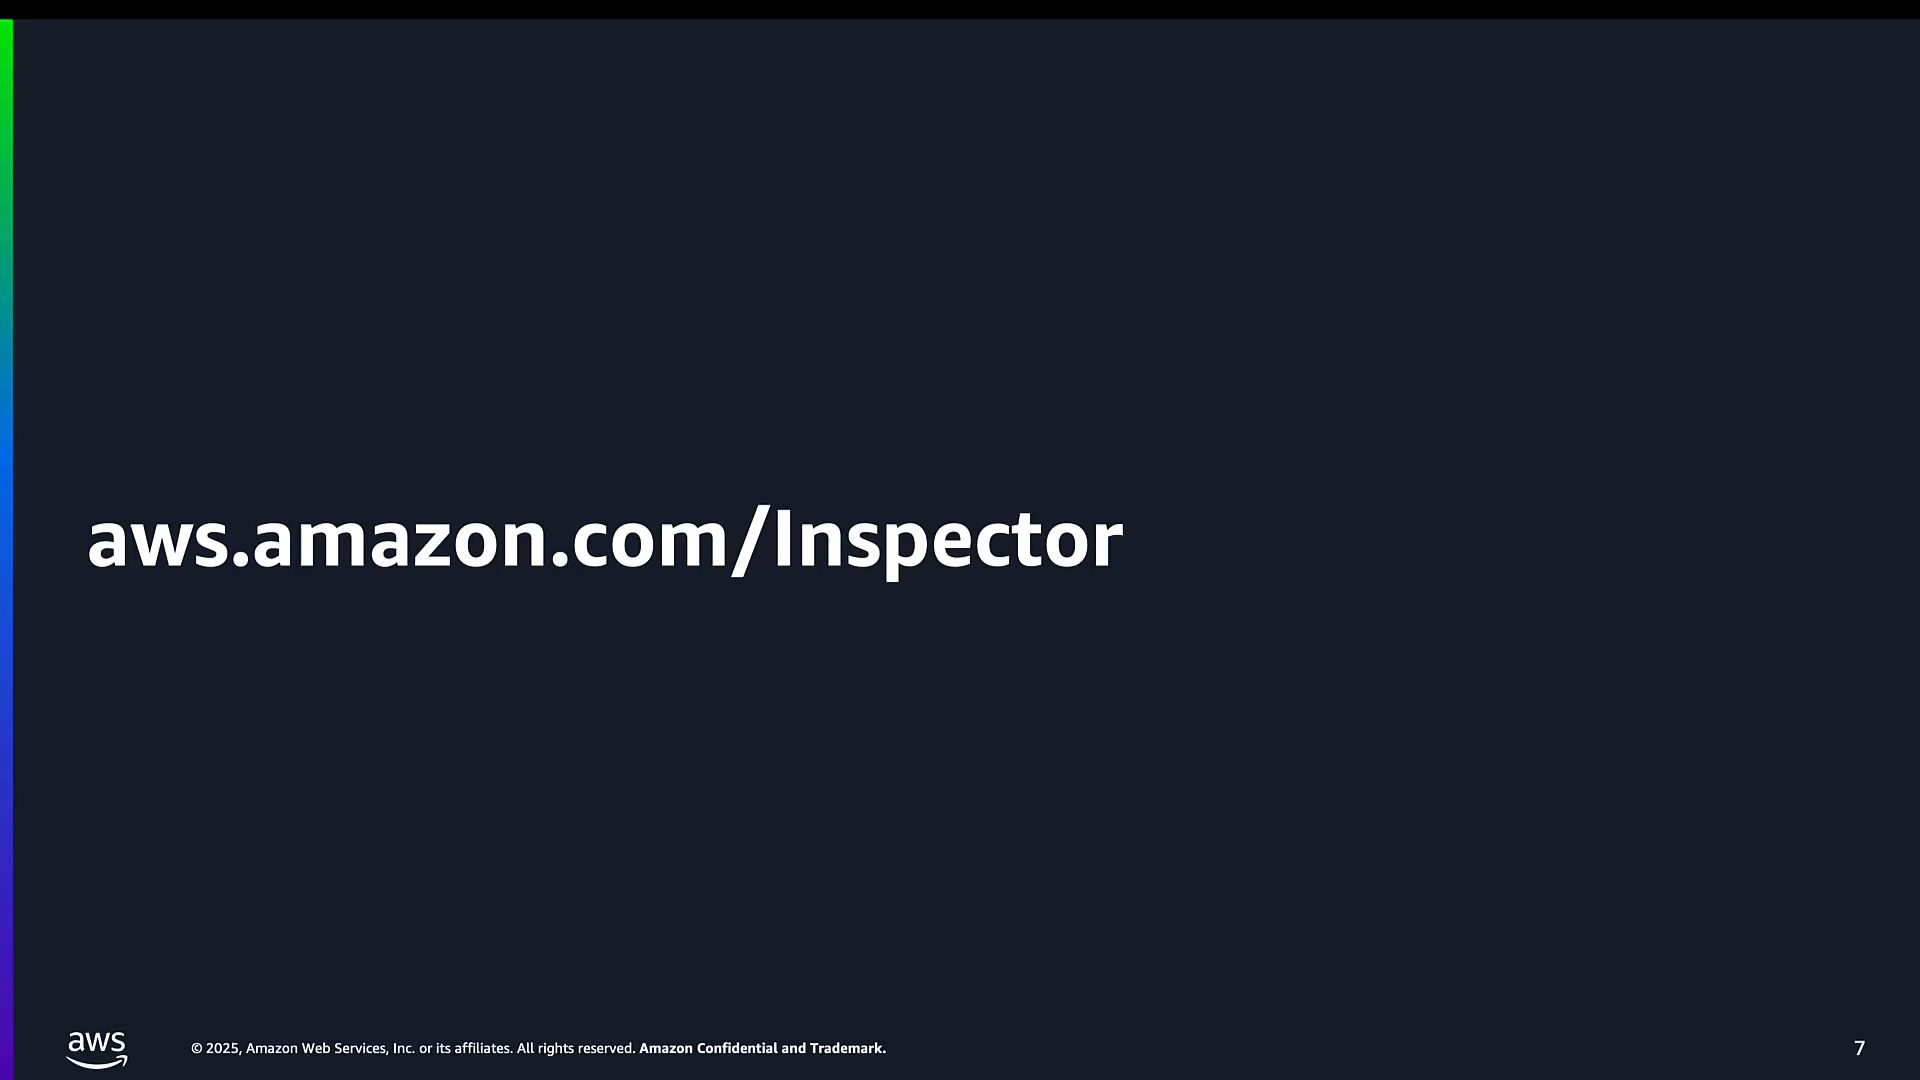 aws.amazon.com/Inspector
aws
© 2025, Amazon Web Services, Inc. or its affiliates. All rights reserved. Amazon Confidential and Trademark.
7